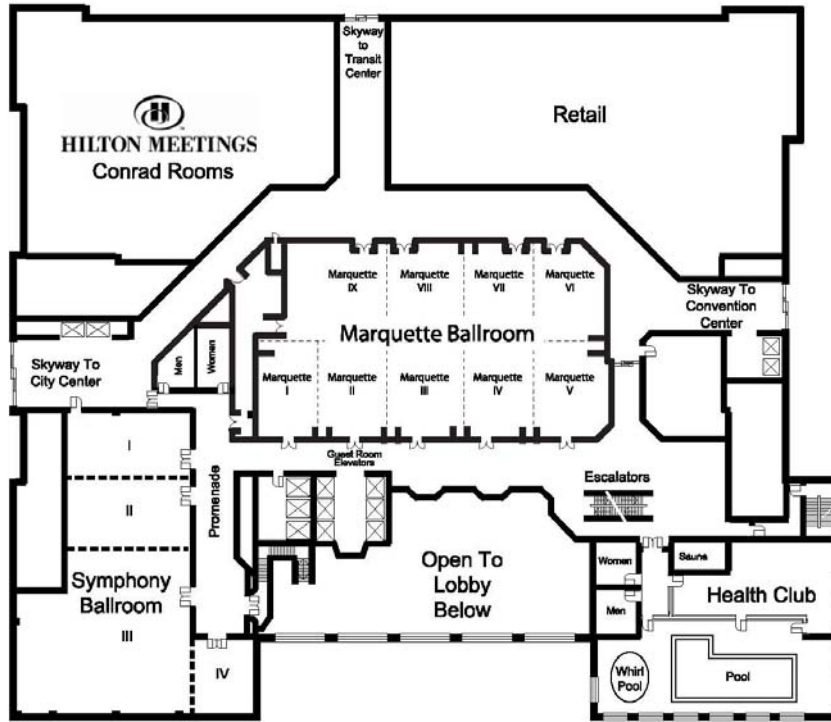 Skyway
to
Transit
Center
H
HILTON MEETINGS
Conrad Rooms
Retail
Marquette
IX
Marquette
VIII
Marquette
VII
Marquette
VI
Skyway To
Convention
Center
Marquette Ballroom
Skyway To
City Center
Men
Women
Marquette
I
Marquette
II
Marquette
III
Marquette
IV
Marquette
V
I
Guest Room
Elevators
Escalators
II
Promenade
Symphony
Ballroom
III
IV
Open To
Lobby
Below
Women
Men
Sauna
Health Club
Whirl
Pool
Pool